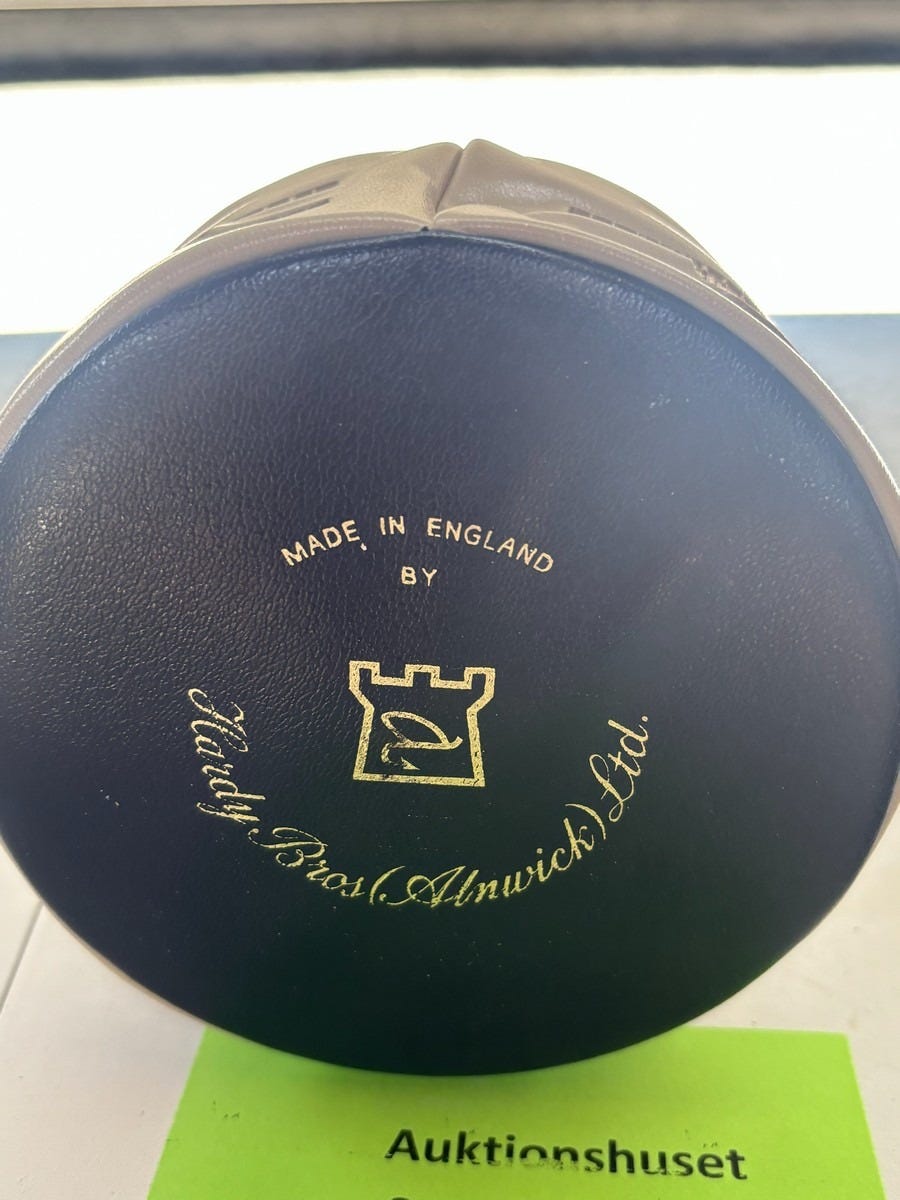 MADE IN ENGLAND
BY
Hardy Bros (Alnwick) Ltd.
Auktionshuset